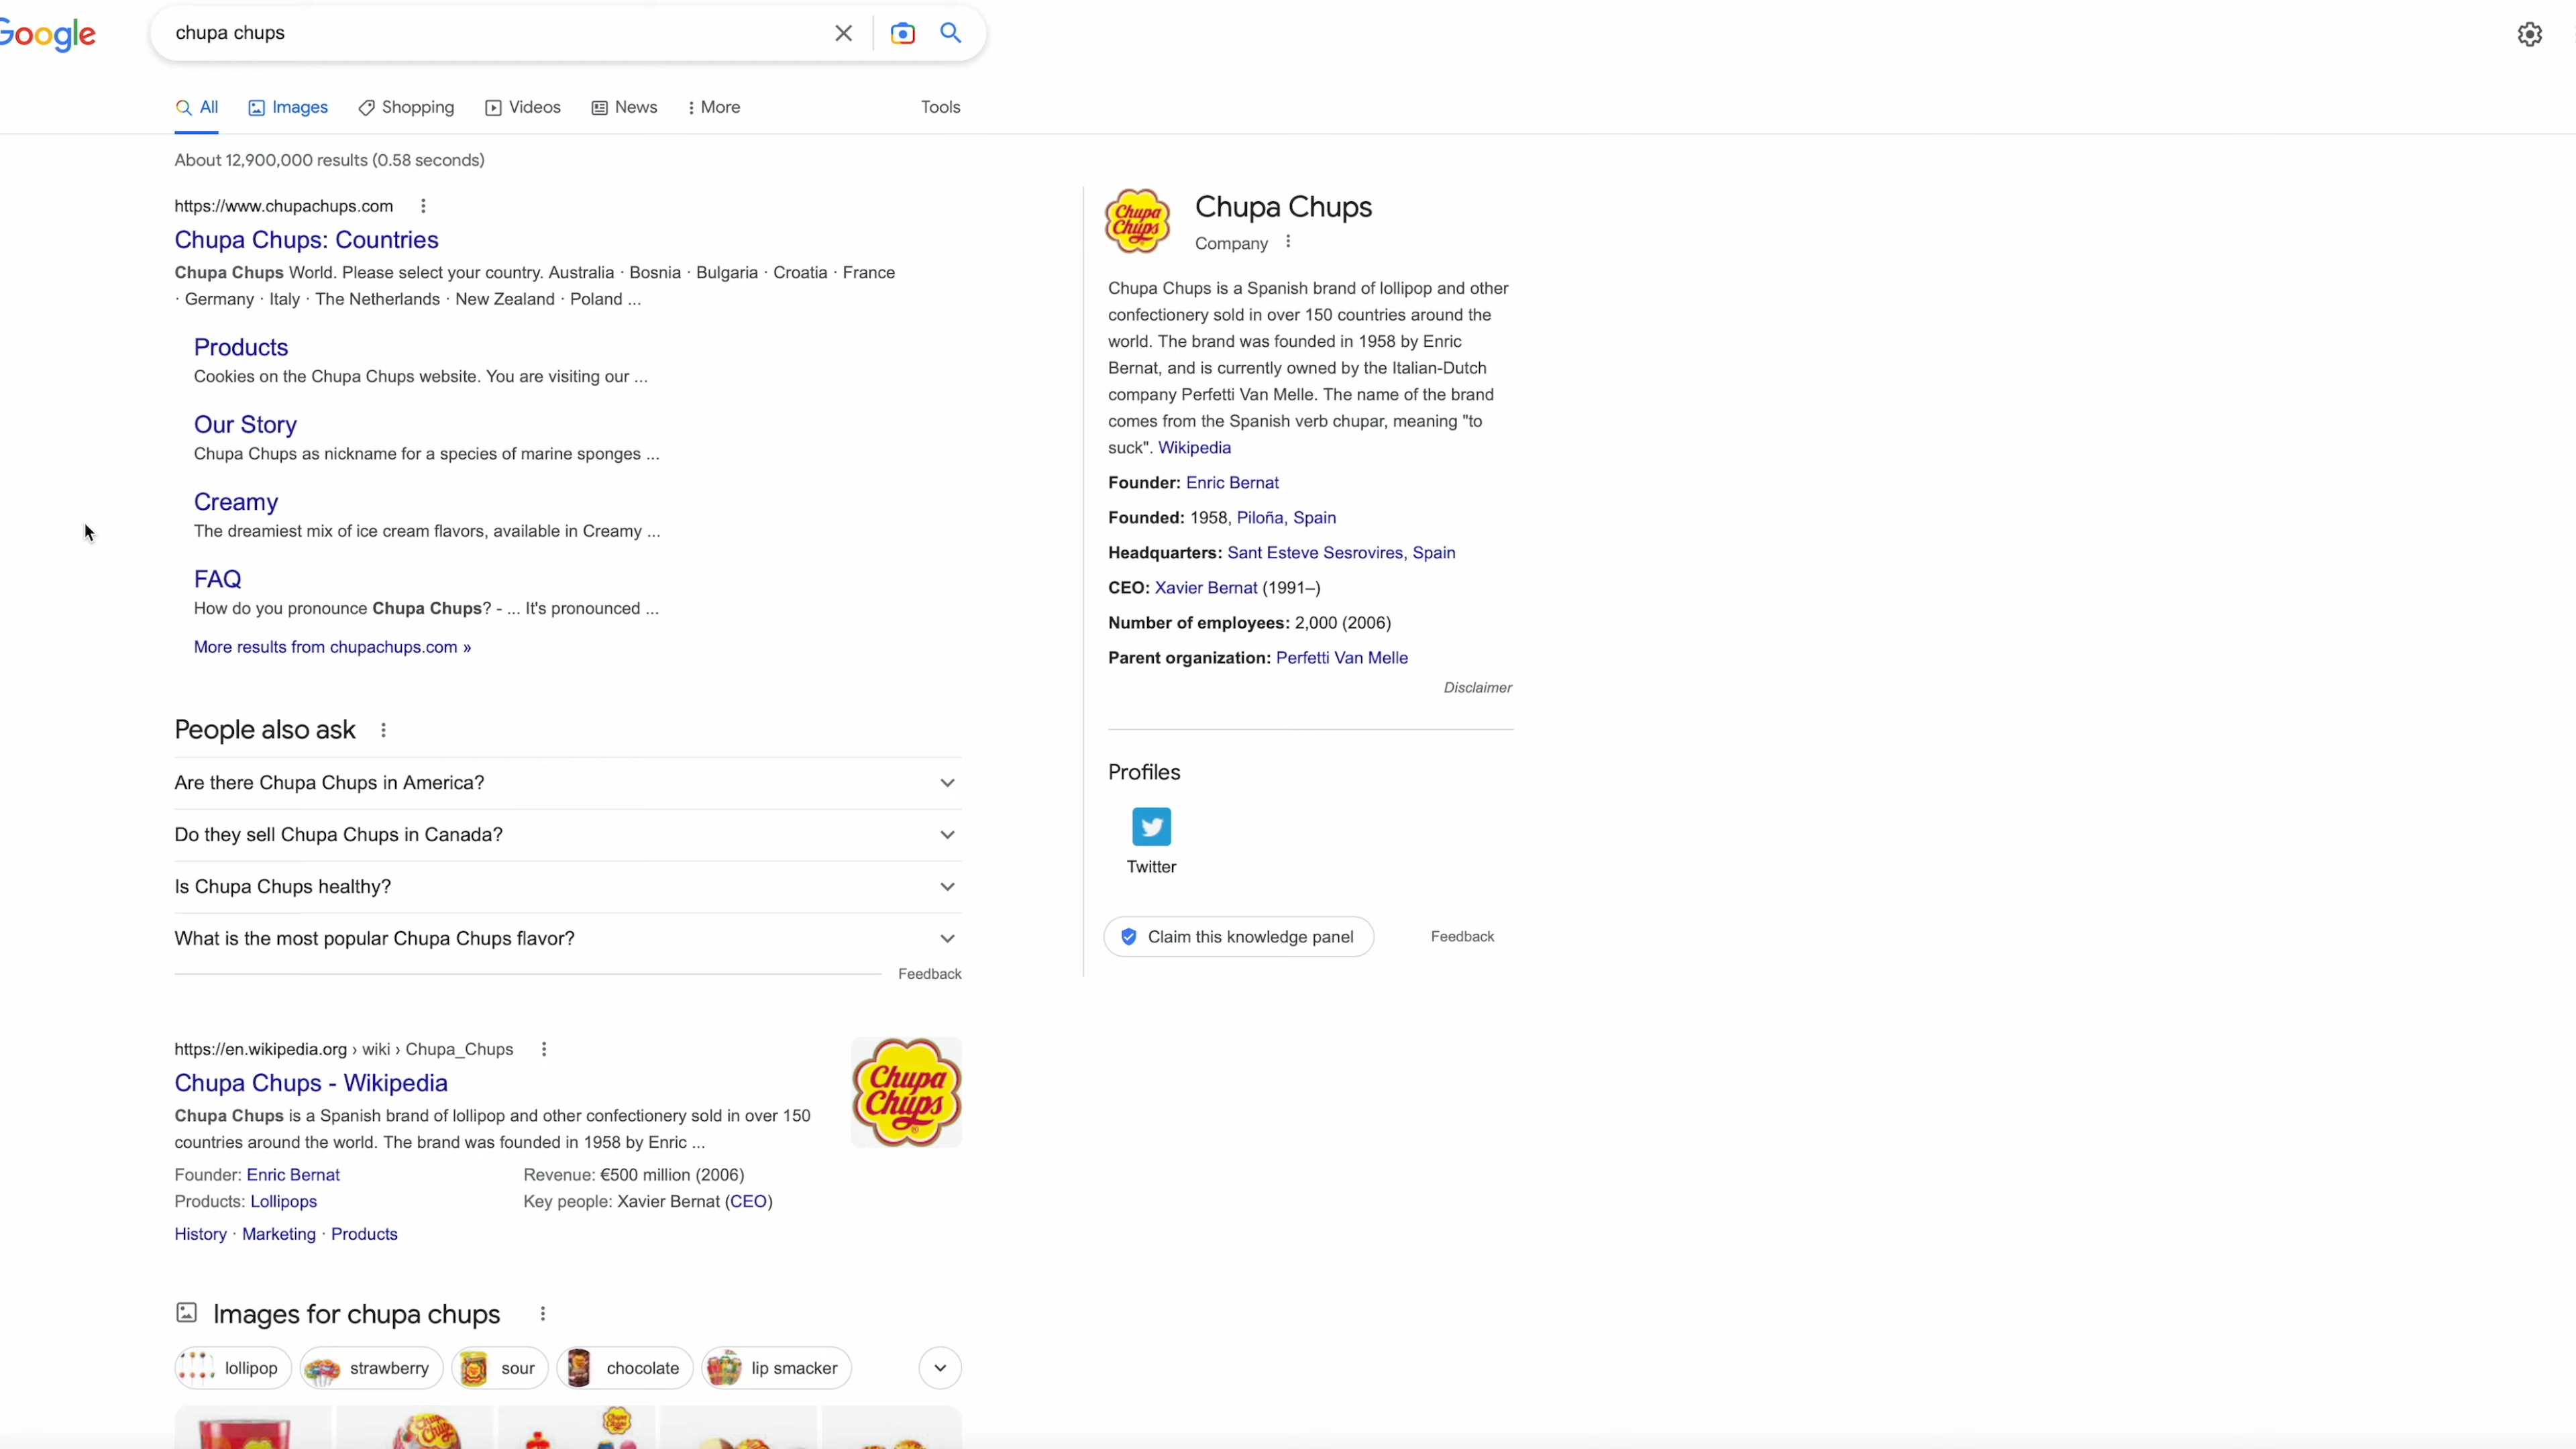 Google
chupa chups
All Images Shopping Videos News More Tools
About 12,900,000 results (0.58 seconds)
https://www.chupachups.com
Chupa Chups: Countries
Chupa Chups World. Please select your country. Australia · Bosnia · Bulgaria · Croatia · France
· Germany · Italy · The Netherlands · New Zealand · Poland ...
Products
Cookies on the Chupa Chups website. You are visiting our ...
Our Story
Chupa Chups as nickname for a species of marine sponges ...
Creamy
The dreamiest mix of ice cream flavors, available in Creamy ...
FAQ
How do you pronounce Chupa Chups? - ... It's pronounced ...
More results from chupachups.com »
People also ask
Are there Chupa Chups in America?
Do they sell Chupa Chups in Canada?
Is Chupa Chups healthy?
What is the most popular Chupa Chups flavor?
Feedback
https://en.wikipedia.org › wiki › Chupa_Chups
Chupa Chups - Wikipedia
Chupa Chups is a Spanish brand of lollipop and other confectionery sold in over 150
countries around the world. The brand was founded in 1958 by Enric ...
Founder: Enric Bernat Revenue: €500 million (2006)
Products: Lollipops Key people: Xavier Bernat (CEO)
History · Marketing · Products
Chupa
Chups
Images for chupa chups
lollipop strawberry sour chocolate lip smacker
Chupa
Chups
Chupa Chups
Company
Chupa Chups is a Spanish brand of lollipop and other
confectionery sold in over 150 countries around the
world. The brand was founded in 1958 by Enric
Bernat, and is currently owned by the Italian-Dutch
company Perfetti Van Melle. The name of the brand
comes from the Spanish verb chupar, meaning "to
suck". Wikipedia
Founder: Enric Bernat
Founded: 1958, Piloña, Spain
Headquarters: Sant Esteve Sesrovires, Spain
CEO: Xavier Bernat (1991–)
Number of employees: 2,000 (2006)
Parent organization: Perfetti Van Melle
Disclaimer
Profiles
Twitter
Claim this knowledge panel Feedback